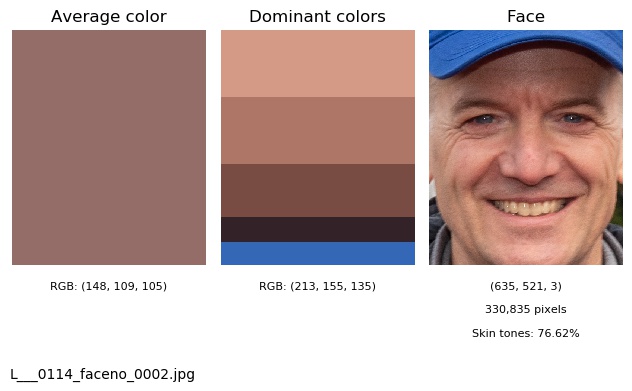 Average color
Dominant colors
Face
RGB: (148, 109, 105)
RGB: (213, 155, 135)
(635, 521, 3)
330,835 pixels
Skin tones: 76.62%
L___0114_faceno_0002.jpg